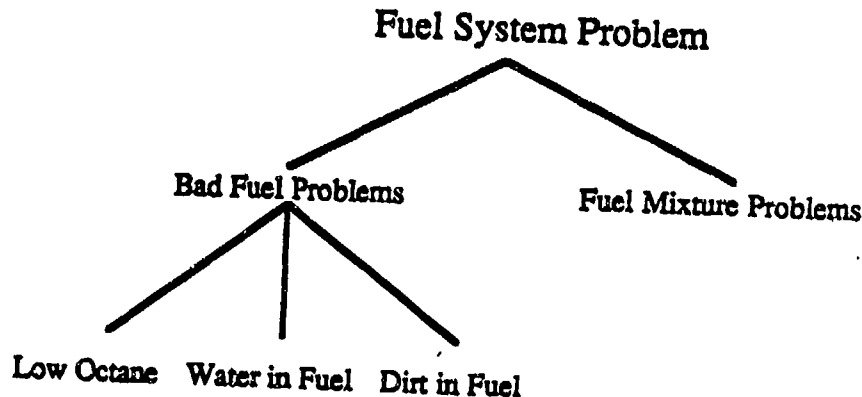 Fuel System Problem
Bad Fuel Problems
Fuel Mixture Problems
Low Octane
Water in Fuel
Dirt in Fuel